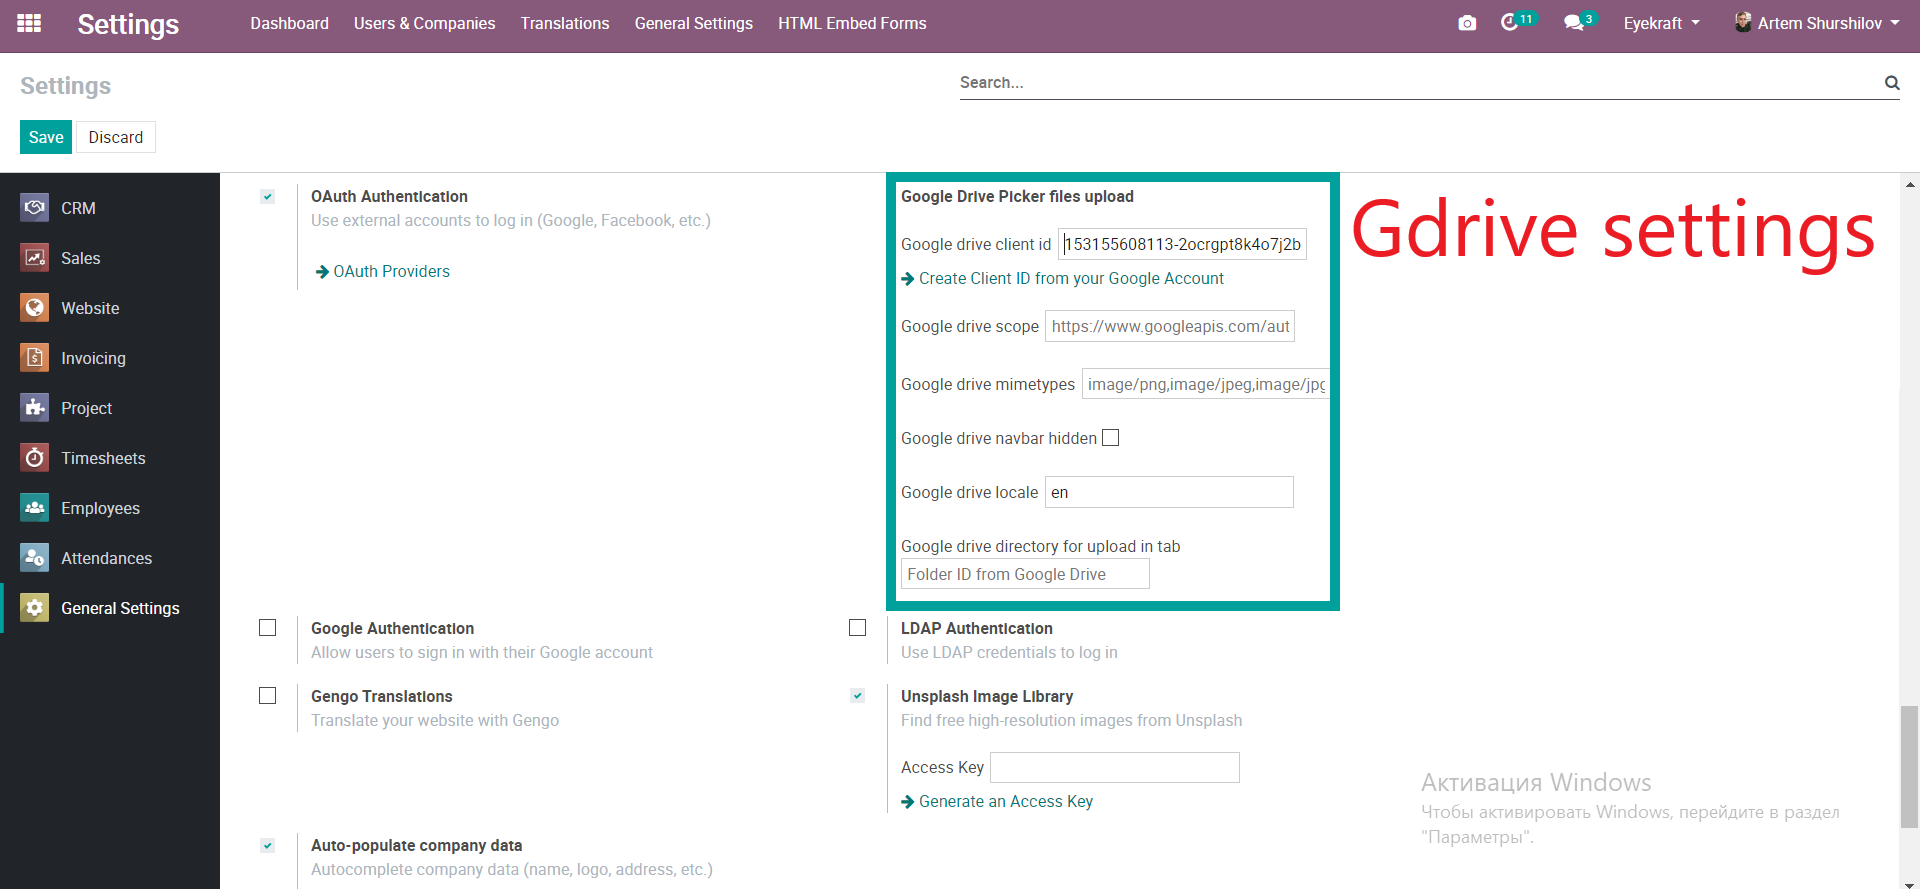 Settings
Dashboard
Users & Companies
Translations
General Settings
HTML Embed Forms
11
3
Eyekraft
Artem Shurshilov
Settings
Search...
Save
Discard
CRM
Sales
Website
Invoicing
Project
Timesheets
Employees
Attendances
General Settings
OAuth Authentication
Use external accounts to log in (Google, Facebook, etc.)
OAuth Providers
Google Drive Picker files upload
Google drive client id
153155608113-2ocrgpt8k4o7j2b
Create Client ID from your Google Account
Google drive scope
https://www.googleapis.com/aut
Google drive mimetypes
image/png,image/jpeg,image/jpg
Google drive navbar hidden
Google drive locale
en
Google drive directory for upload in tab
Folder ID from Google Drive
Gdrive settings
Google Authentication
Allow users to sign in with their Google account
LDAP Authentication
Use LDAP credentials to log in
Gengo Translations
Translate your website with Gengo
Unsplash Image Library
Find free high-resolution images from Unsplash
Access Key
Generate an Access Key
Auto-populate company data
Autocomplete company data (name, logo, address, etc.)
Активация Windows
Чтобы активировать Windows, перейдите в раздел
"Параметры".